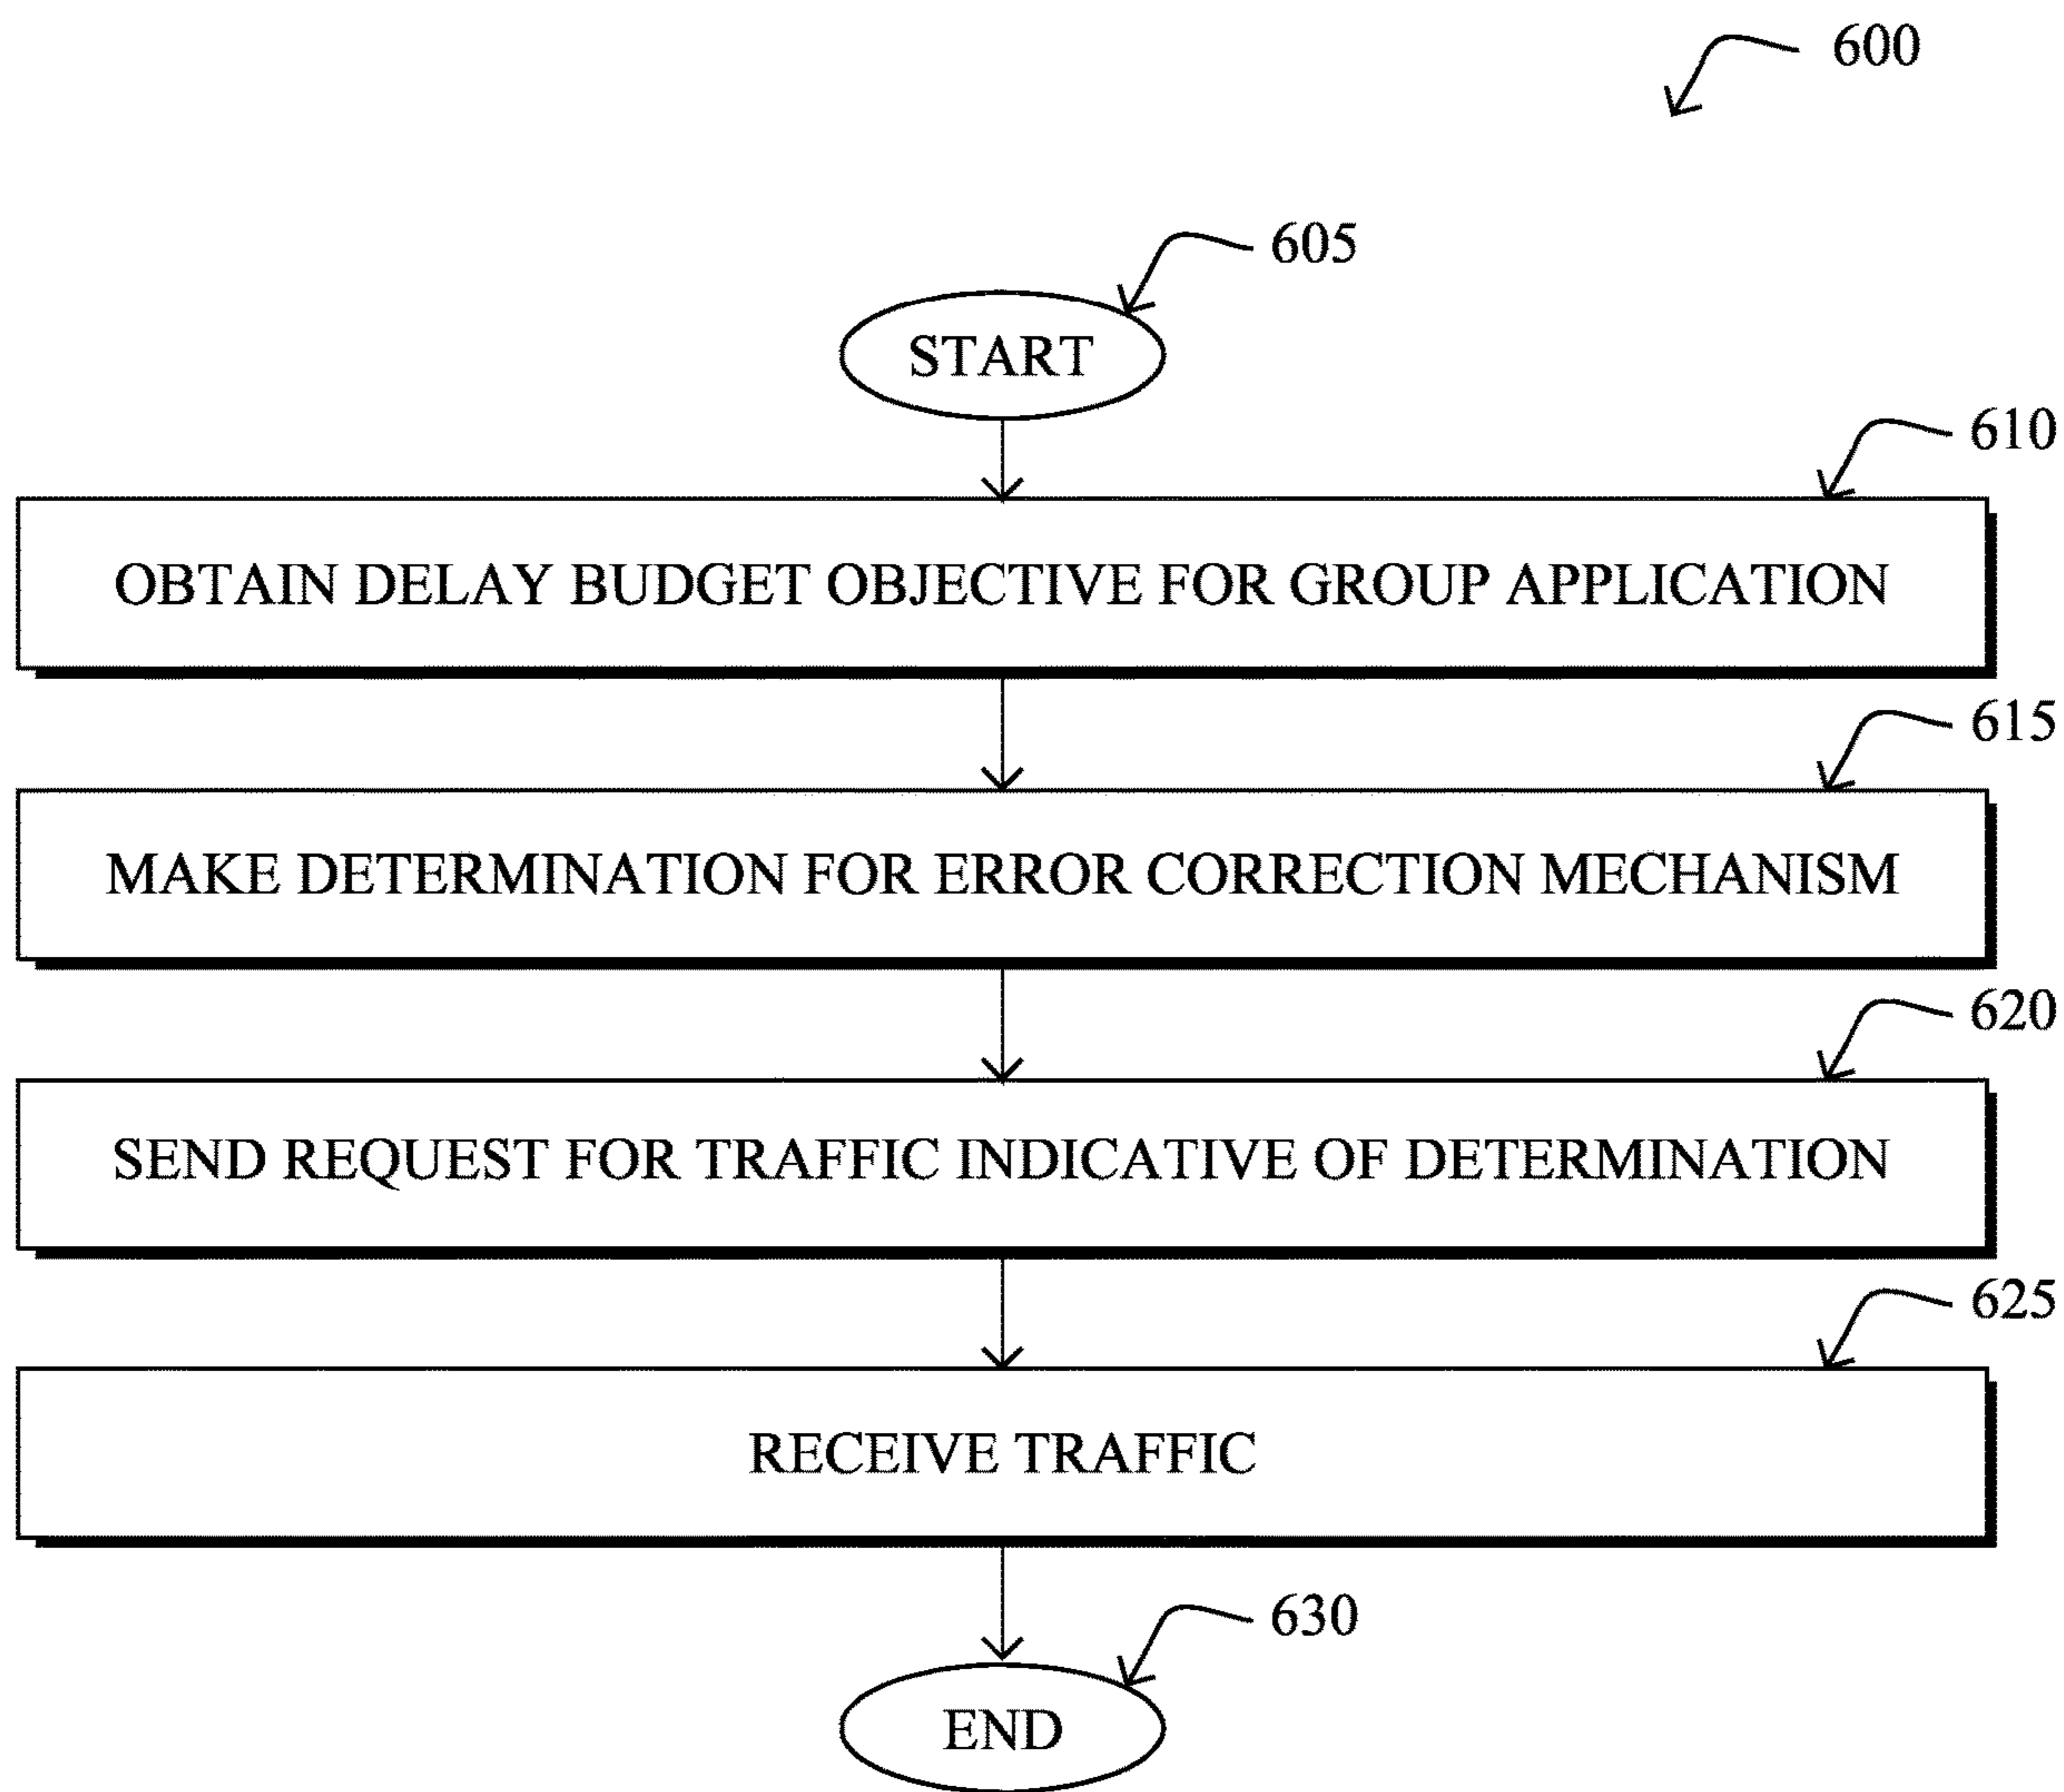 600
605
START
610
OBTAIN DELAY BUDGET OBJECTIVE FOR GROUP APPLICATION
615
MAKE DETERMINATION FOR ERROR CORRECTION MECHANISM
620
SEND REQUEST FOR TRAFFIC INDICATIVE OF DETERMINATION
625
RECEIVE TRAFFIC
630
END